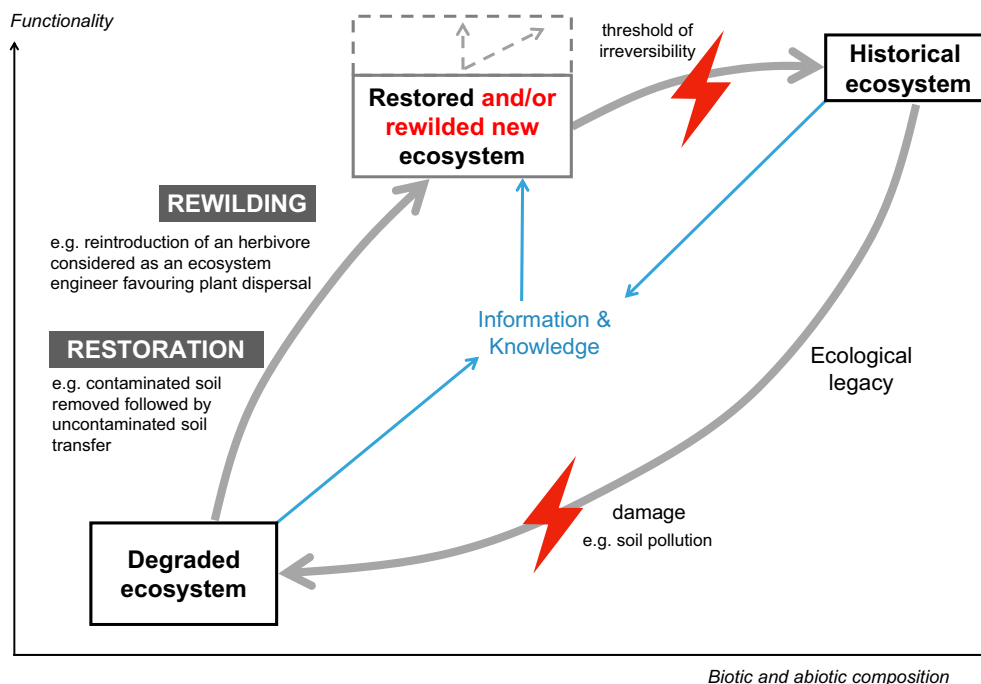 Functionality
threshold of
irreversibility
Historical
ecosystem
Restored and/or
rewilded new
ecosystem
REWILDING
e.g. reintroduction of an herbivore
considered as an ecosystem
engineer favouring plant dispersal
Information &
Knowledge
RESTORATION
e.g. contaminated soil
removed followed by
uncontaminated soil
transfer
Ecological
legacy
damage
e.g. soil pollution
Degraded
ecosystem
Biotic and abiotic composition